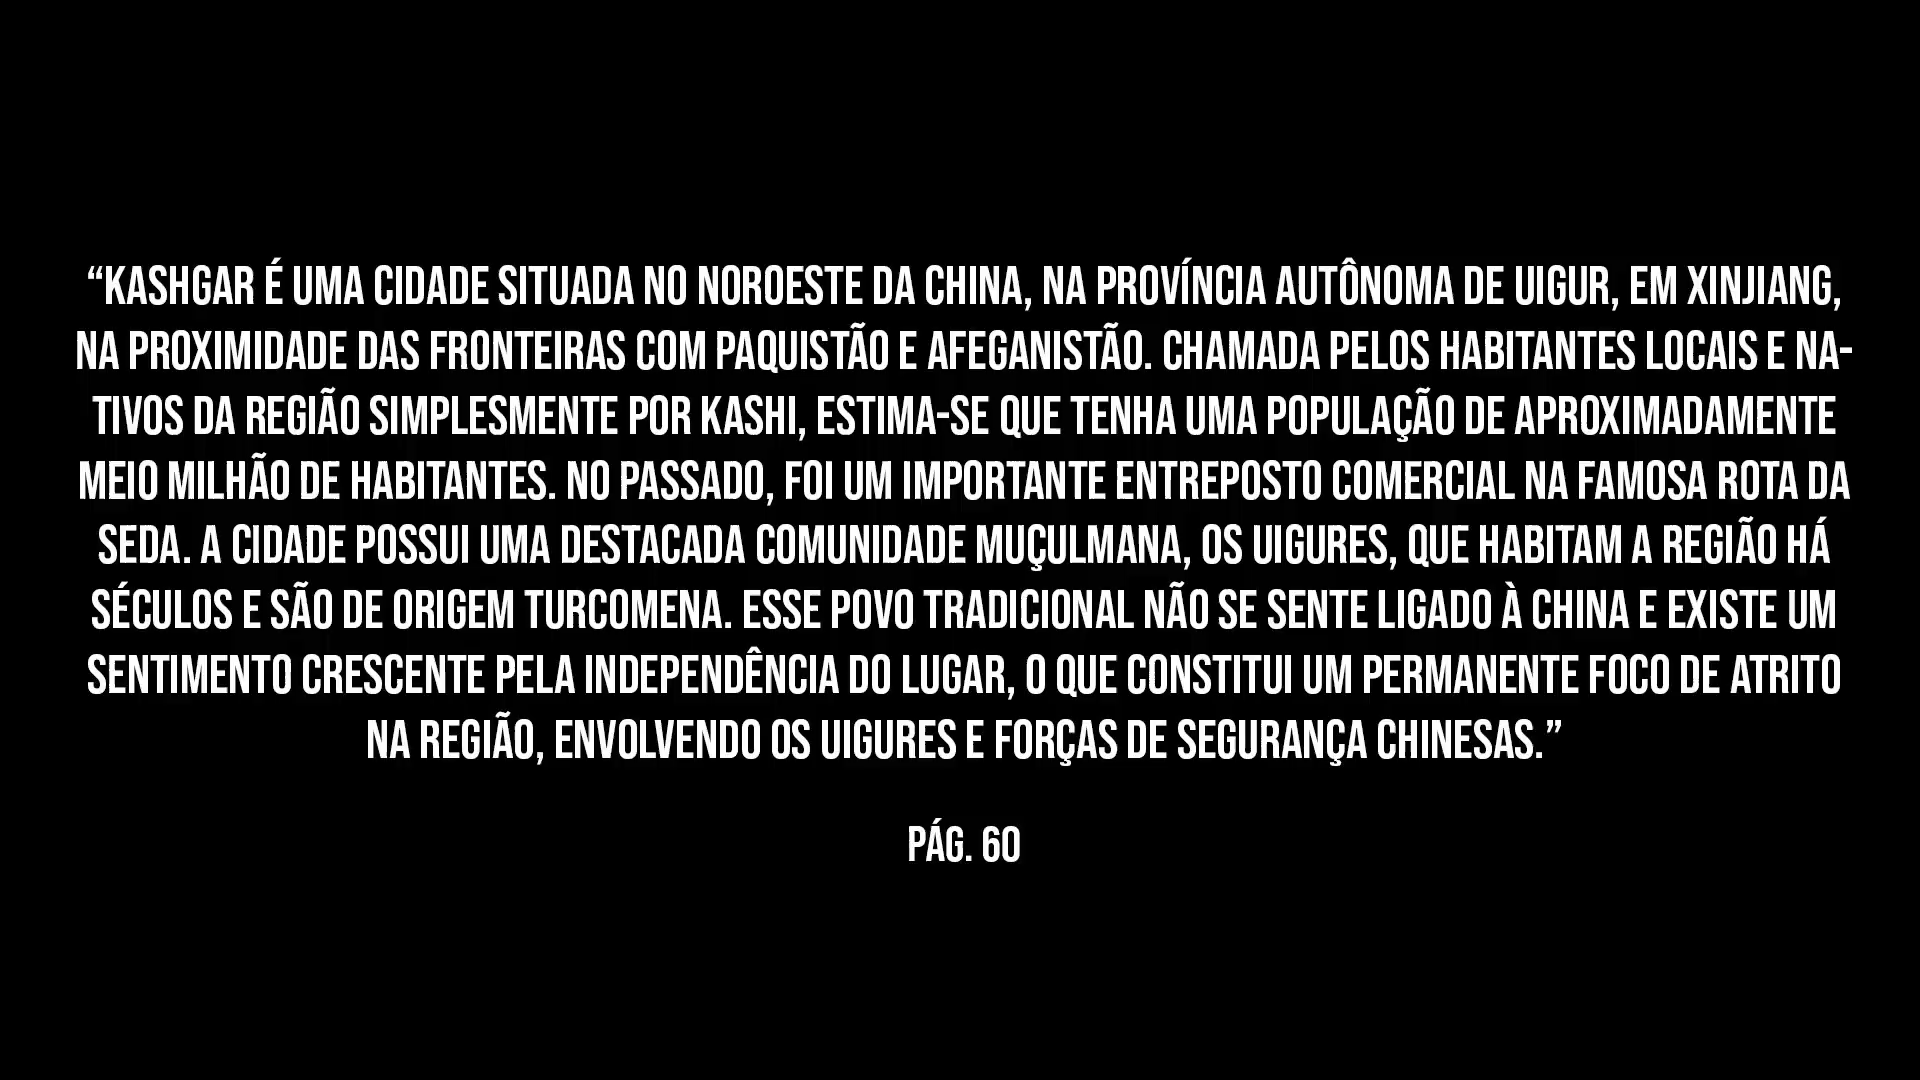 “KASHGAR É UMA CIDADE SITUADA NO NOROESTE DA CHINA, NA PROVÍNCIA AUTÔNOMA DE UIGUR, EM XINJIANG,
NA PROXIMIDADE DAS FRONTEIRAS COM PAQUISTÃO E AFEGANISTÃO. CHAMADA PELOS HABITANTES LOCAIS E NA-
TIVOS DA REGIÃO SIMPLESMENTE POR KASHI, ESTIMA-SE QUE TENHA UMA POPULAÇÃO DE APROXIMADAMENTE
MEIO MILHÃO DE HABITANTES. NO PASSADO, FOI UM IMPORTANTE ENTREPOSTO COMERCIAL NA FAMOSA ROTA DA
SEDA. A CIDADE POSSUI UMA DESTACADA COMUNIDADE MUÇULMANA, OS UIGURES, QUE HABITAM A REGIÃO HÁ
SÉCULOS E SÃO DE ORIGEM TURCOMENA. ESSE POVO TRADICIONAL NÃO SE SENTE LIGADO À CHINA E EXISTE UM
SENTIMENTO CRESCENTE PELA INDEPENDÊNCIA DO LUGAR, O QUE CONSTITUI UM PERMANENTE FOCO DE ATRITO
NA REGIÃO, ENVOLVENDO OS UIGURES E FORÇAS DE SEGURANÇA CHINESAS.”
PÁG. 60